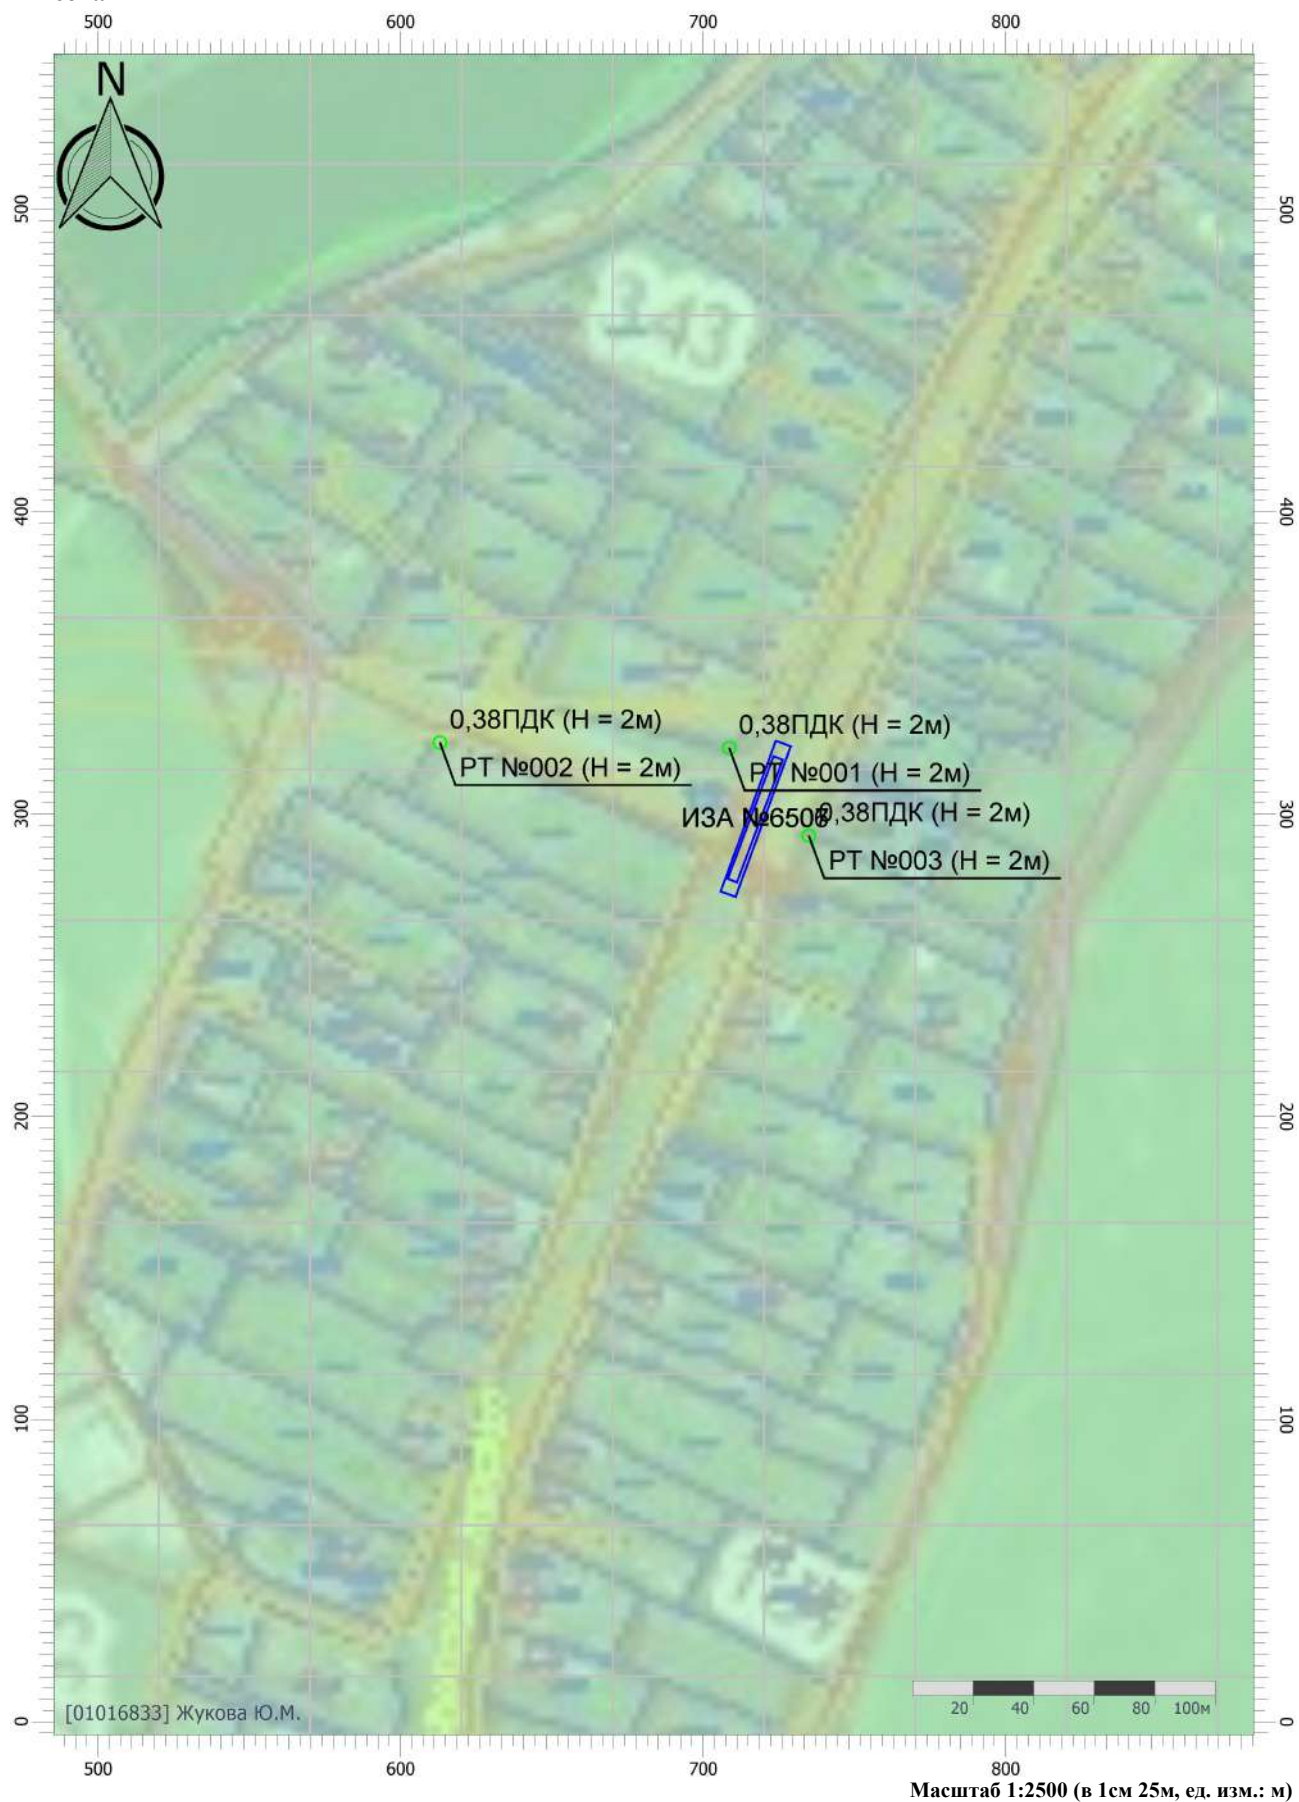 500 600 700 800
N
500 500
343
400 400
0,38ПДК (H = 2м)
РТ №002 (H = 2м)
0,38ПДК (H = 2м)
РТ №001 (H = 2м)
300 300
ИЗА
0,38ПДК (H = 2м)
РТ №003 (H = 2м)
200 200
100 100
[01016833] Жукова Ю.М.
20 40 60 80 100м
0 0
500 600 700 800
Масштаб 1:2500 (в 1см 25м, ед. изм.: м)